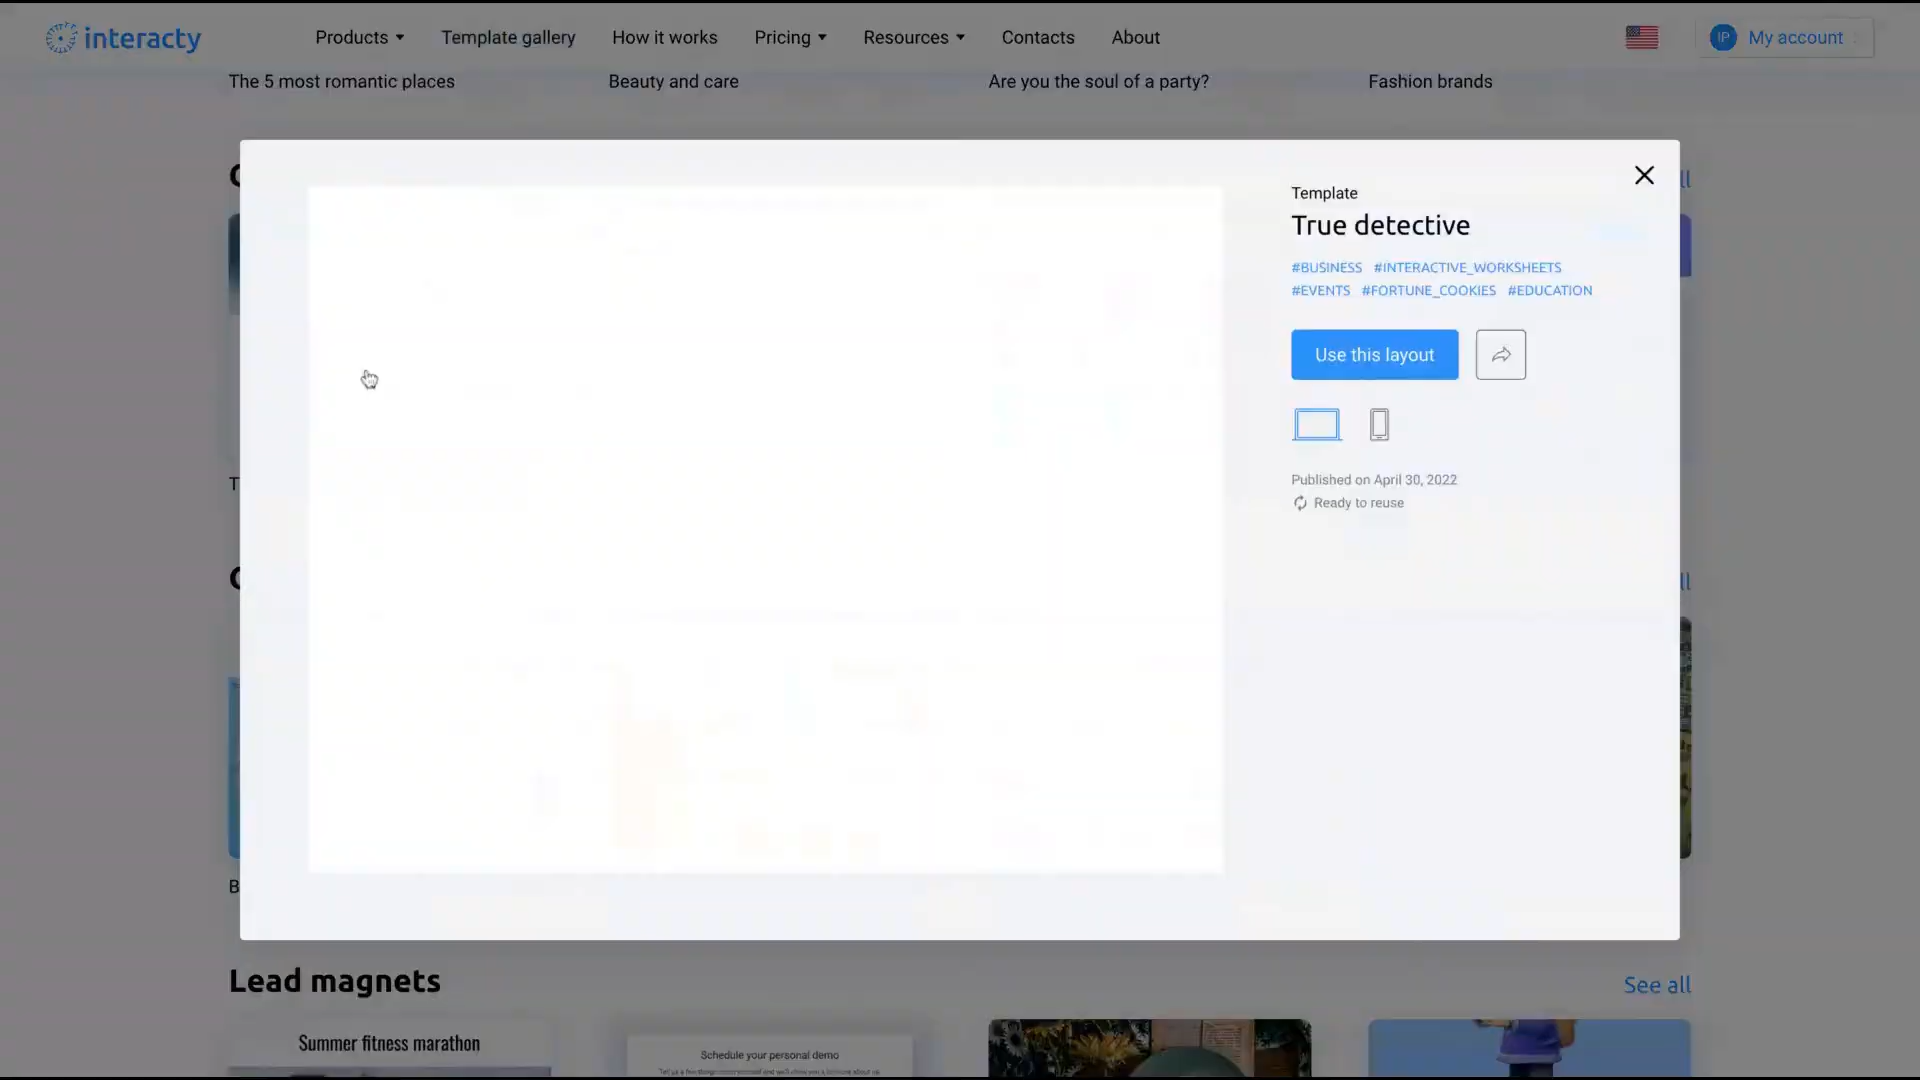 interacty
Products
Template gallery
How it works
Pricing
Resources
Contacts
About
IP
My account
The 5 most romantic places
Beauty and care
Are you the soul of a party?
Fashion brands
Template
True detective
#BUSINESS #INTERACTIVE_WORKSHEETS
#EVENTS #FORTUNE_COOKIES #EDUCATION
Use this layout
Published on April 30, 2022
Ready to reuse
Lead magnets
See all
Summer fitness marathon
Schedule your personal demo